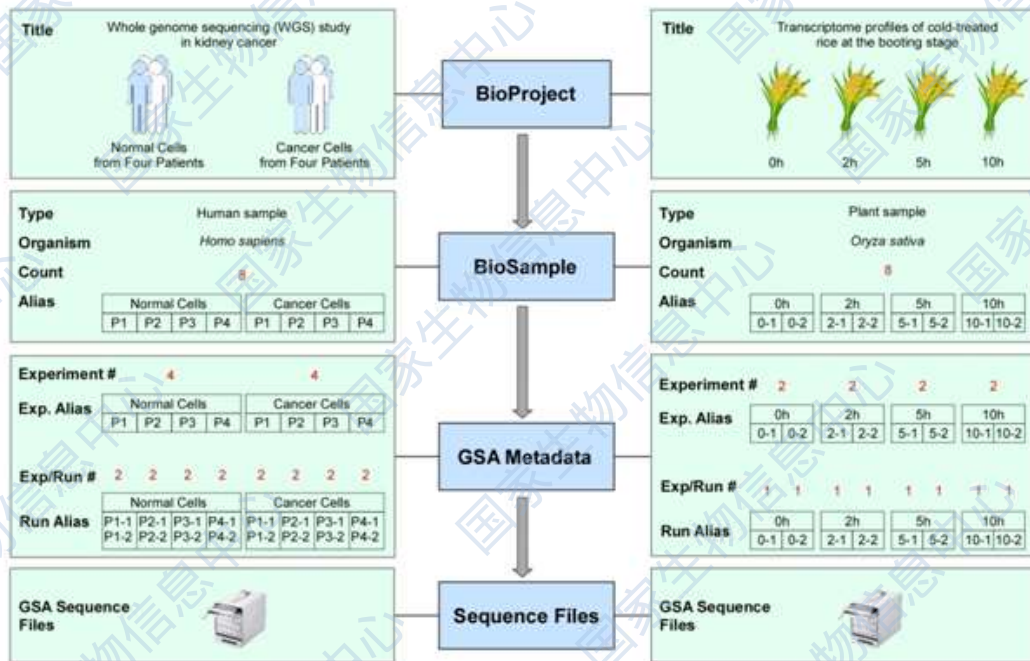 Title
Whole genome sequencing (WGS) study
in kidney cancer
Normal Cells
from Four Patients
Cancer Cells
from Four Patients
BioProject
Title
Transcriptome profiles of cold-treated
rice at the booting stage
0h 2h 5h 10h
Type Human sample
Organism Homo sapiens
Count 8
Alias
Normal Cells Cancer Cells
P1 P2 P3 P4 P1 P2 P3 P4
BioSample
Type Plant sample
Organism Oryza sativa
Count 8
Alias
0h 2h 5h 10h
0-1 0-2 2-1 2-2 5-1 5-2 10-1 10-2
Experiment # 4 4
Exp. Alias
Normal Cells Cancer Cells
P1 P2 P3 P4 P1 P2 P3 P4
Exp/Run # 2 2 2 2 2 2 2 2
Normal Cells Cancer Cells
Run Alias
P1-1 P2-1 P3-1 P4-1 P1-1 P2-1 P3-1 P4-1
P1-2 P2-2 P3-2 P4-2 P1-2 P2-2 P3-2 P4-2
GSA Metadata
Experiment # 2 2 2 2
Exp. Alias
0h 2h 5h 10h
0-1 0-2 2-1 2-2 5-1 5-2 10-1 10-2
Exp/Run # 1 1 1 1 1 1 1 1
Run Alias
0h 2h 5h 10h
0-1 0-2 2-1 2-2 5-1 5-2 10-1 10-2
GSA Sequence
Files
Sequence Files
GSA Sequence
Files
国家生物信息中心